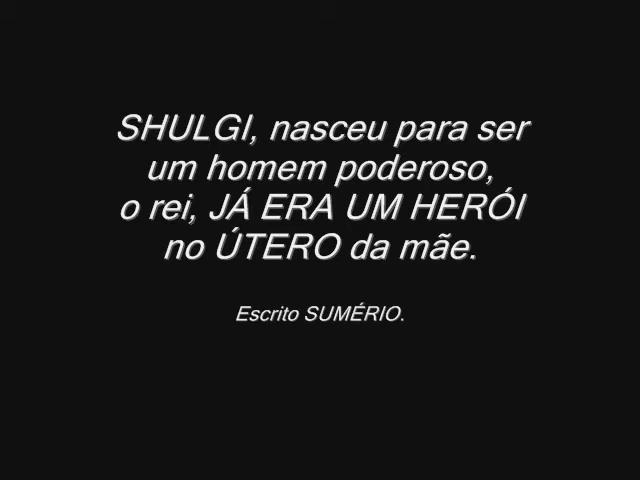 SHULGI, nasceu para ser
um homem poderoso,
o rei, JÁ ERA UM HERÓI
no ÚTERO da mãe.
Escrito SUMÉRIO.